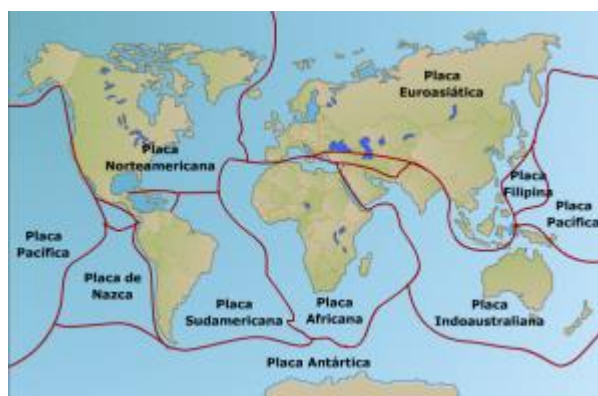 Placa
Euroasiática
Placa
Norteamericana
Placa
Filipina
Placa
Pacífica
Placa
Pacífica
Placa de
Nazca
Placa
Sudamericana
Placa
Africana
Placa
Indoaustraliana
Placa Antártica